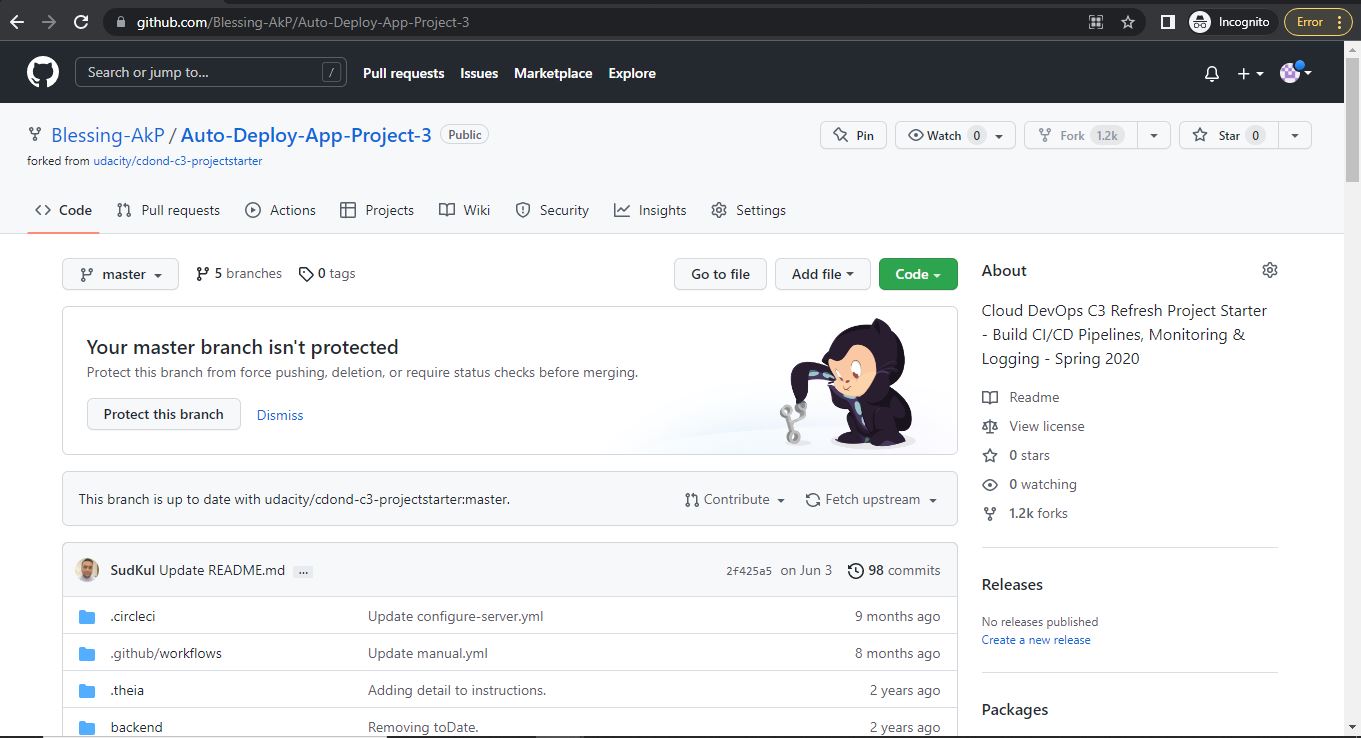 github.com/Blessing-AkP/Auto-Deploy-App-Project-3 Incognito Error
Search or jump to... / Pull requests Issues Marketplace Explore
Blessing-AkP / Auto-Deploy-App-Project-3 Public Pin Watch 0 Fork 1.2k Star 0
forked from udacity/cdond-c3-projectstarter
Code Pull requests Actions Projects Wiki Security Insights Settings
master 5 branches 0 tags Go to file Add file Code
Your master branch isn't protected
Protect this branch from force pushing, deletion, or require status checks before merging.
Protect this branch Dismiss
This branch is up to date with udacity/cdond-c3-projectstarter:master. Contribute Fetch upstream
SudKul Update README.md ... 2f425a5 on Jun 3 98 commits
.circleci Update configure-server.yml 9 months ago
.github/workflows Update manual.yml 8 months ago
.theia Adding detail to instructions. 2 years ago
backend Removing toDate. 2 years ago
About
Cloud DevOps C3 Refresh Project Starter
- Build CI/CD Pipelines, Monitoring &
Logging - Spring 2020
Readme
View license
0 stars
0 watching
1.2k forks
Releases
No releases published
Create a new release
Packages